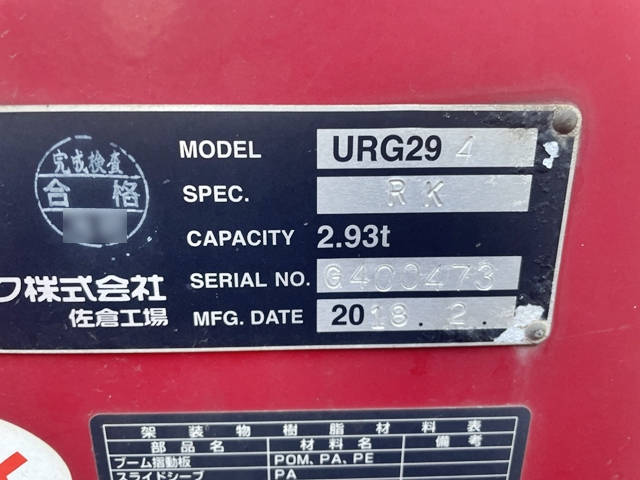 完成検査
合格
MODEL URG29 4
SPEC. RK
CAPACITY 2.93t
SERIAL NO. G400473
MFG. DATE 20 18. 2.
ク株式会社
佐倉工場
架装物樹脂材料表
部品名 材料名 備考
ブーム摺動板 POM、PA、PE
スライドシーブ PA